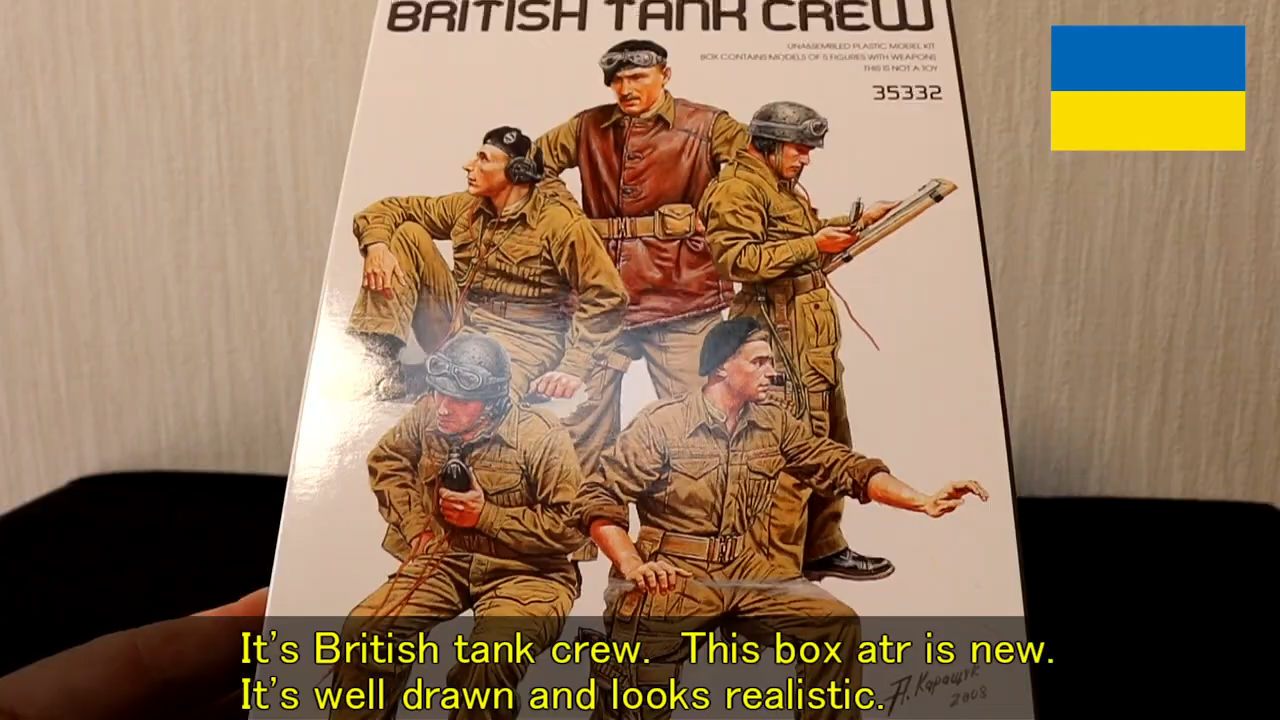 BRITISH TANK CREW
UNASSEMBLED PLASTIC MODEL KIT
BOX CONTAINS MODELS OF 5 FIGURES WITH WEAPONS
THIS IS NOT A TOY
35332
It's British tank crew. This box atr is new.
It's well drawn and looks realistic.
А. Каращук
2008